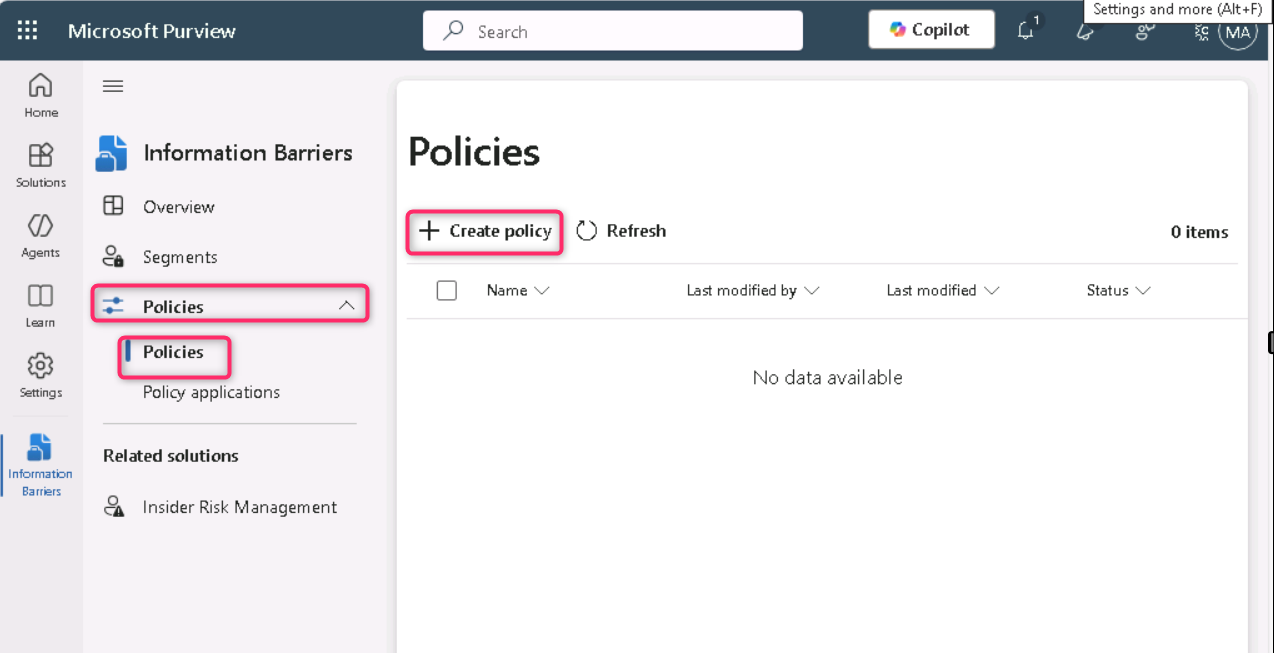 Settings and more (Alt+F)
Microsoft Purview
Search
Copilot
1
MA
Home
Solutions
Agents
Learn
Settings
Information
Barriers
Information Barriers
Overview
Segments
Policies
Policies
Policy applications
Related solutions
Insider Risk Management
Policies
Create policy
Refresh
0 items
Name
Last modified by
Last modified
Status
No data available